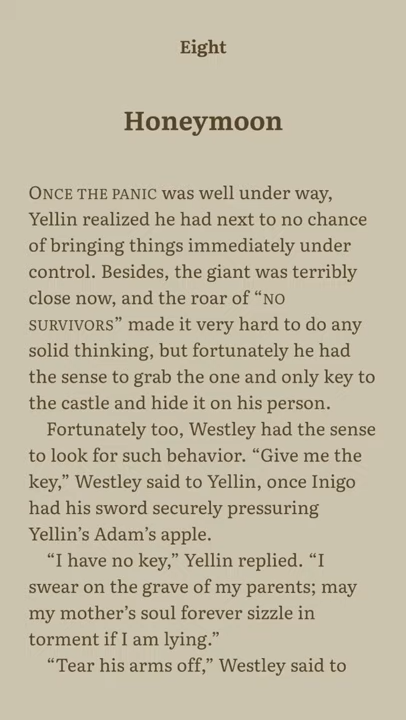 Eight
Honeymoon
ONCE THE PANIC was well under way,
Yellin realized he had next to no chance
of bringing things immediately under
control. Besides, the giant was terribly
close now, and the roar of “NO
SURVIVORS” made it very hard to do any
solid thinking, but fortunately he had
the sense to grab the one and only key to
the castle and hide it on his person.
Fortunately too, Westley had the sense
to look for such behavior. “Give me the
key,” Westley said to Yellin, once Inigo
had his sword securely pressuring
Yellin’s Adam’s apple.
“I have no key,” Yellin replied. “I
swear on the grave of my parents; may
my mother’s soul forever sizzle in
torment if I am lying.”
“Tear his arms off,” Westley said to